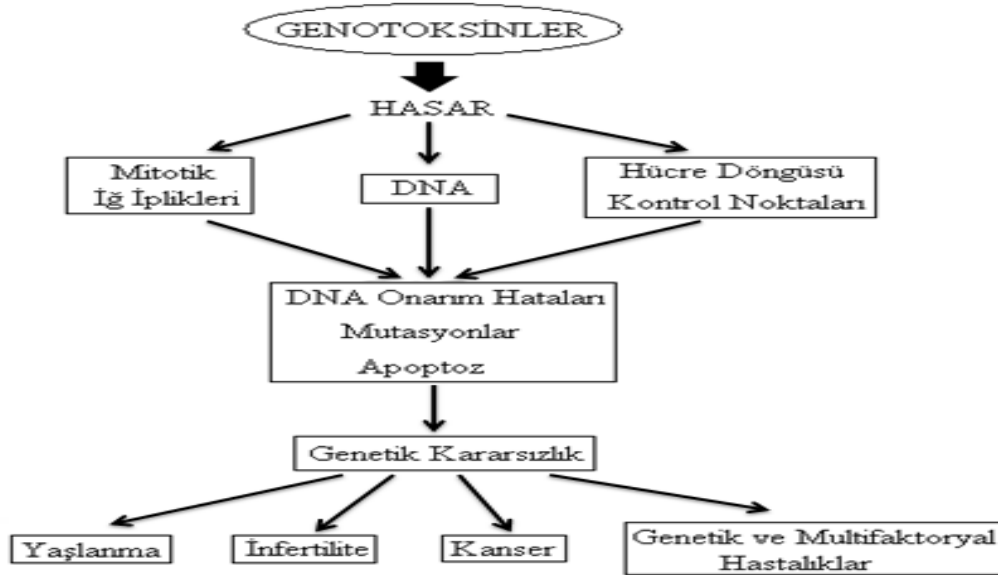 GENOTOKSİNLER
HASAR
Mitotik
İğ İplikleri
DNA
Hücre Döngüsü
Kontrol Noktaları
DNA Onarım Hataları
Mutasyonlar
Apoptoz
Genetik Kararsızlık
Yaşlanma
İnfertilite
Kanser
Genetik ve Multifaktoryal
Hastalıklar